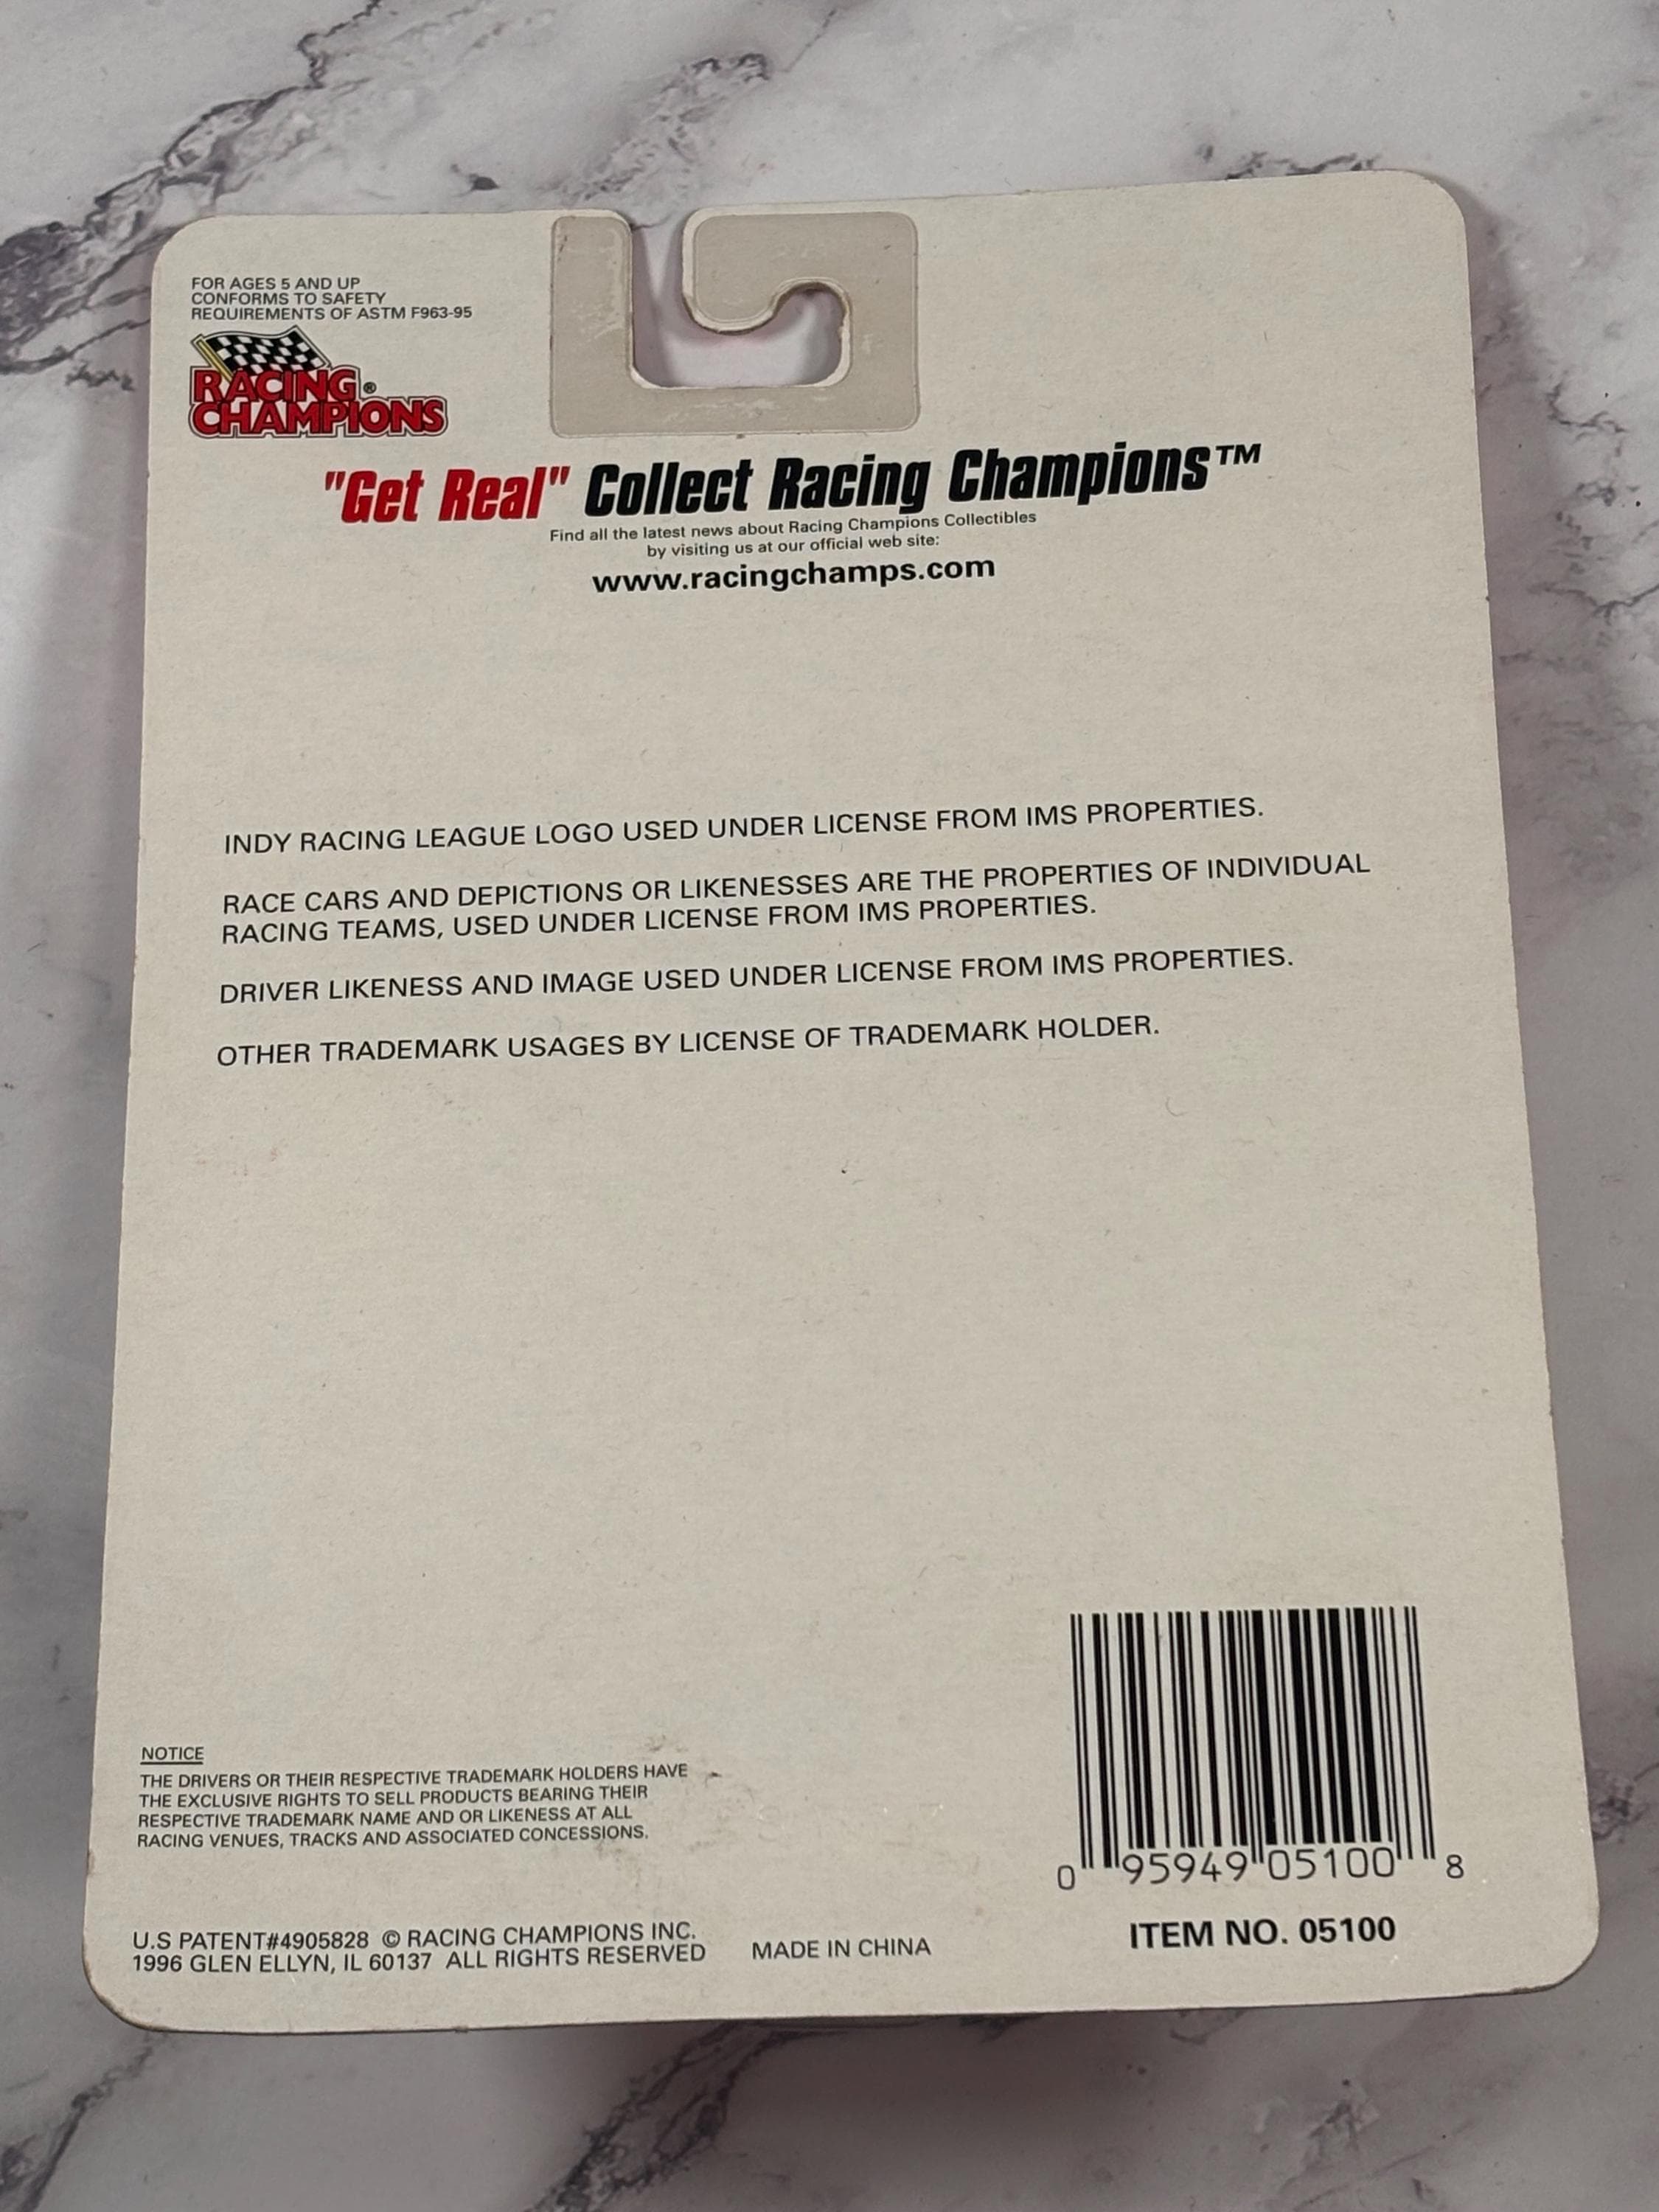 FOR AGES 5 AND UP
CONFORMS TO SAFETY
REQUIREMENTS OF ASTM F963-95
RACING®
CHAMPIONS
"Get Real" Collect Racing Champions™
Find all the latest news about Racing Champions Collectibles
by visiting us at our official web site:
www.racingchamps.com
INDY RACING LEAGUE LOGO USED UNDER LICENSE FROM IMS PROPERTIES.
RACE CARS AND DEPICTIONS OR LIKENESSES ARE THE PROPERTIES OF INDIVIDUAL
RACING TEAMS, USED UNDER LICENSE FROM IMS PROPERTIES.
DRIVER LIKENESS AND IMAGE USED UNDER LICENSE FROM IMS PROPERTIES.
OTHER TRADEMARK USAGES BY LICENSE OF TRADEMARK HOLDER.
NOTICE
THE DRIVERS OR THEIR RESPECTIVE TRADEMARK HOLDERS HAVE
THE EXCLUSIVE RIGHTS TO SELL PRODUCTS BEARING THEIR
RESPECTIVE TRADEMARK NAME AND OR LIKENESS AT ALL
RACING VENUES, TRACKS AND ASSOCIATED CONCESSIONS.
0 95949 05100 8
ITEM NO. 05100
U.S PATENT#4905828 © RACING CHAMPIONS INC.
1996 GLEN ELLYN, IL 60137 ALL RIGHTS RESERVED
MADE IN CHINA